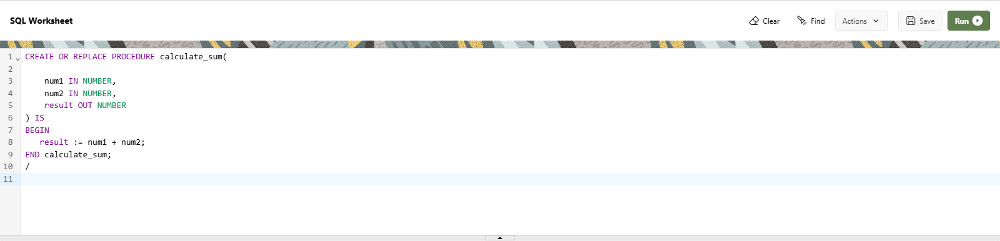 SQL Worksheet
Clear
Find
Actions
Save
Run
1 CREATE OR REPLACE PROCEDURE calculate_sum(
2
3     num1 IN NUMBER,
4     num2 IN NUMBER,
5     result OUT NUMBER
6 ) IS
7 BEGIN
8    result := num1 + num2;
9 END calculate_sum;
10 /
11